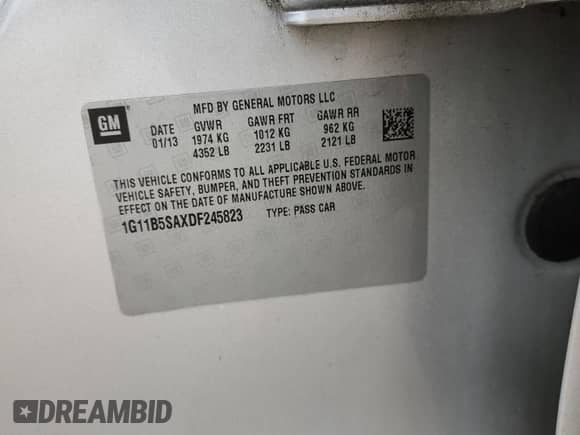 MFD BY GENERAL MOTORS LLC
GM
DATE GVWR GAWR FRT GAWR RR
01/13 1974 KG 1012 KG 962 KG
4352 LB 2231 LB 2121 LB
THIS VEHICLE CONFORMS TO ALL APPLICABLE U.S. FEDERAL MOTOR
VEHICLE SAFETY, BUMPER, AND THEFT PREVENTION STANDARDS IN
EFFECT ON THE DATE OF MANUFACTURE SHOWN ABOVE.
1G11B5SAXDF245823 TYPE: PASS CAR
DREAMBID